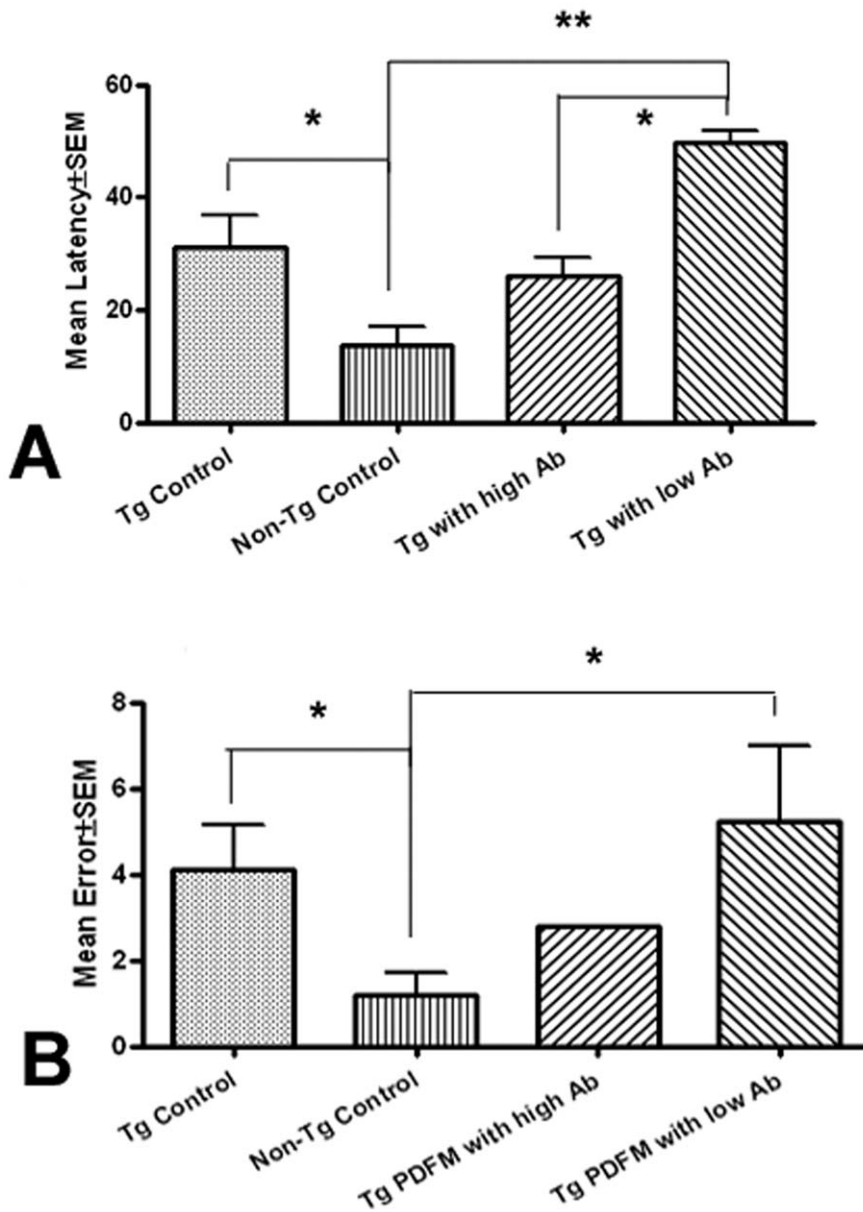 **
60
*
*
40
20
0
Mean Latency±SEM
A
Tg Control
Non-Tg Control
Tg with high Ab
Tg with low Ab
*
8
*
6
4
2
0
Mean Error±SEM
B
Tg Control
Non-Tg Control
Tg PDFM with high Ab
Tg PDFM with low Ab